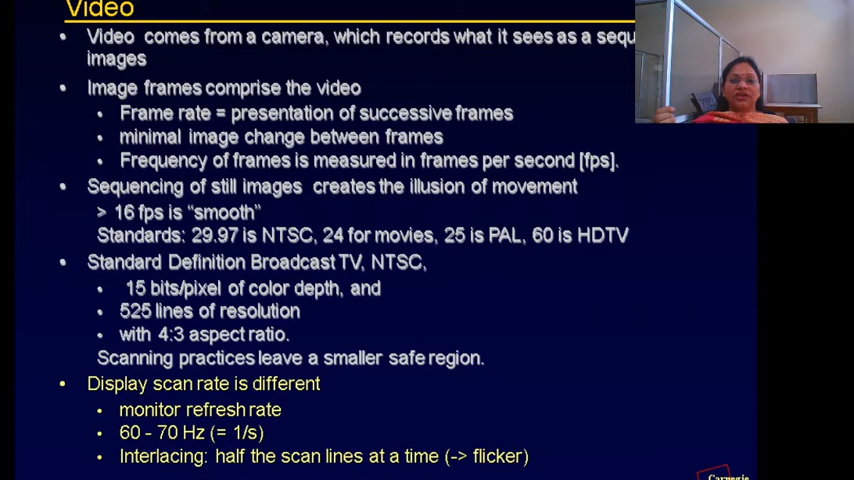 Video
• Video comes from a camera, which records what it sees as a sequ
images
• Image frames comprise the video
• Frame rate = presentation of successive frames
• minimal image change between frames
• Frequency of frames is measured in frames per second [fps].
• Sequencing of still images creates the illusion of movement
> 16 fps is “smooth”
Standards: 29.97 is NTSC, 24 for movies, 25 is PAL, 60 is HDTV
• Standard Definition Broadcast TV, NTSC,
• 15 bits/pixel of color depth, and
• 525 lines of resolution
• with 4:3 aspect ratio.
Scanning practices leave a smaller safe region.
• Display scan rate is different
• monitor refresh rate
• 60 - 70 Hz (= 1/s)
• Interlacing: half the scan lines at a time (-> flicker)
Carnegie